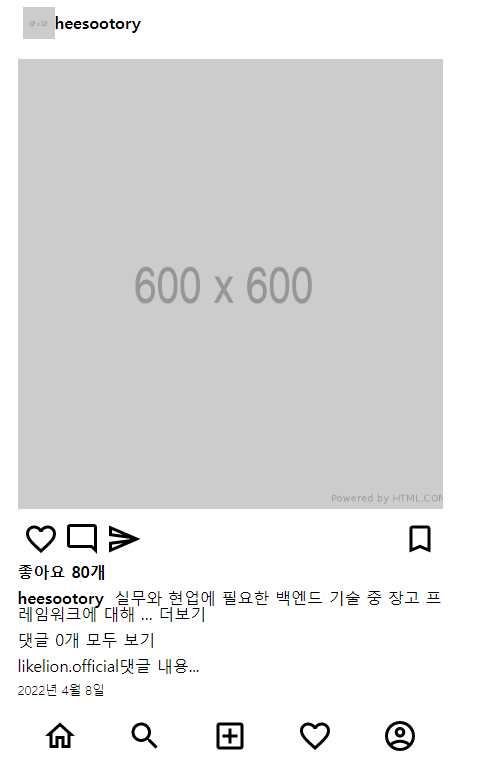 32 x 32
heesootory
600 x 600
Powered by HTML.COM
좋아요 80개
heesootory 실무와 현업에 필요한 백엔드 기술 중 장고 프
레임워크에 대해 ... 더보기
댓글 0개 모두 보기
likelion.official댓글 내용...
2022년 4월 8일